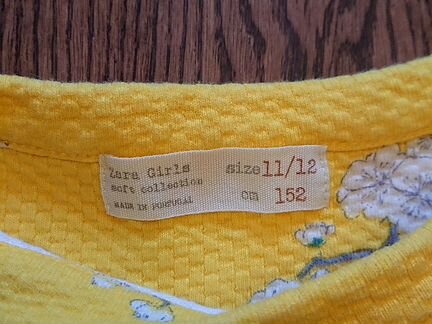 Zara Girls size 11/12
soft collection
MADE IN PORTUGAL cm 152